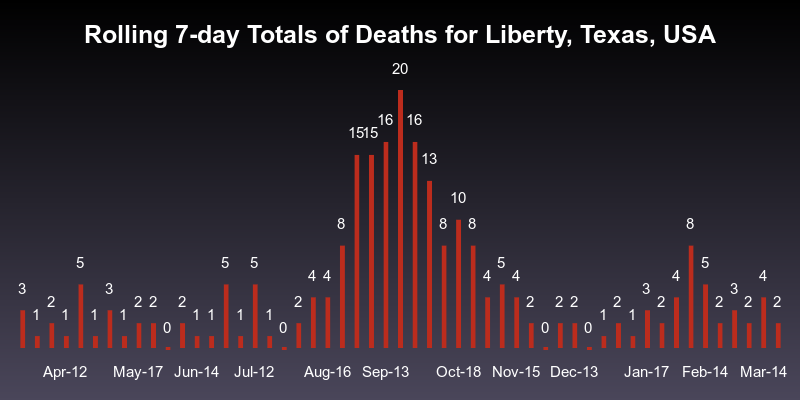 Rolling 7-day Totals of Deaths for Liberty, Texas, USA
3 1 2 1 5 1 3 1 2 2 0 2 1 1 5 1 5 1 0 2 4 4 8 15 15 16 20 16 13 8 10 8 4 5 4 2 0 2 2 0 1 2 1 3 2 4 8 5 2 3 2 4 2
Apr-12 May-17 Jun-14 Jul-12 Aug-16 Sep-13 Oct-18 Nov-15 Dec-13 Jan-17 Feb-14 Mar-14